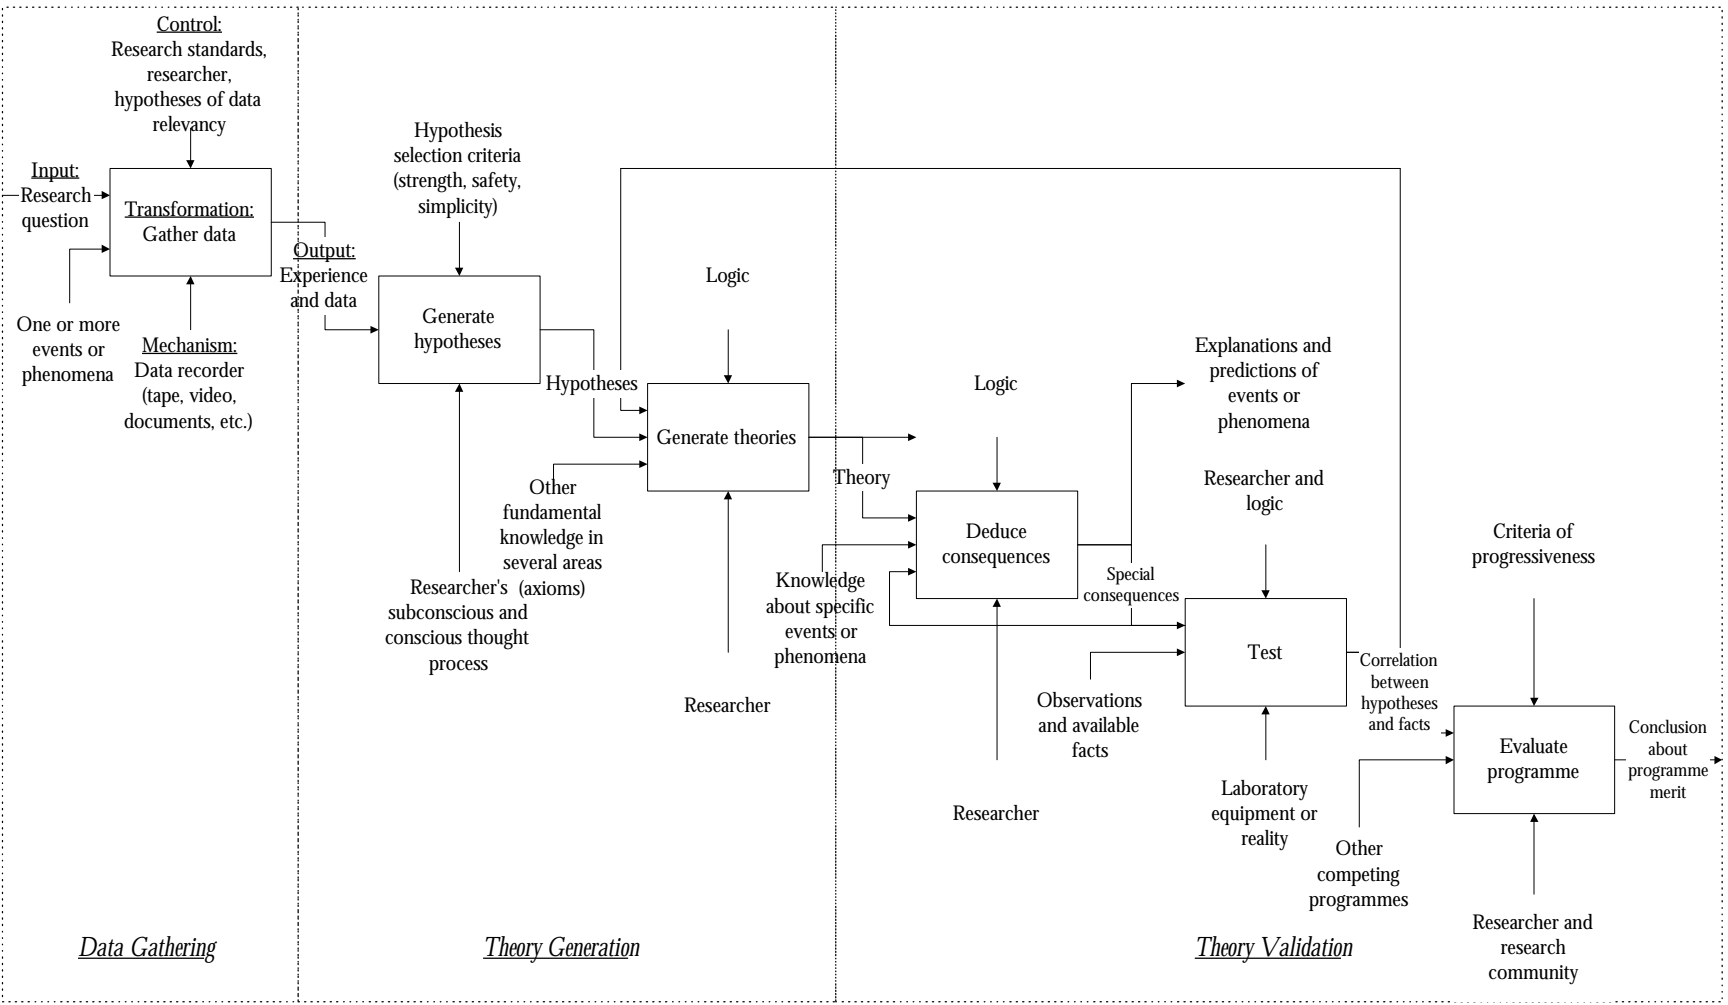 Control:
Research standards,
researcher,
hypotheses of data
relevancy
Input:
Research
question
Transformation:
Gather data
One or more
events or
phenomena
Mechanism:
Data recorder
(tape, video,
documents, etc.)
Output:
Experience
and data
Hypothesis
selection criteria
(strength, safety,
simplicity)
Generate
hypotheses
Researcher's
subconscious and
conscious thought
process
Hypotheses
Other
fundamental
knowledge in
several areas
(axioms)
Logic
Generate theories
Researcher
Theory
Knowledge
about specific
events or
phenomena
Logic
Deduce
consequences
Researcher
Explanations and
predictions of
events or
phenomena
Special
consequences
Researcher and
logic
Test
Observations
and available
facts
Laboratory
equipment or
reality
Correlation
between
hypotheses
and facts
Criteria of
progressiveness
Evaluate
programme
Other
competing
programmes
Researcher and
research
community
Conclusion
about
programme
merit
Data Gathering
Theory Generation
Theory Validation